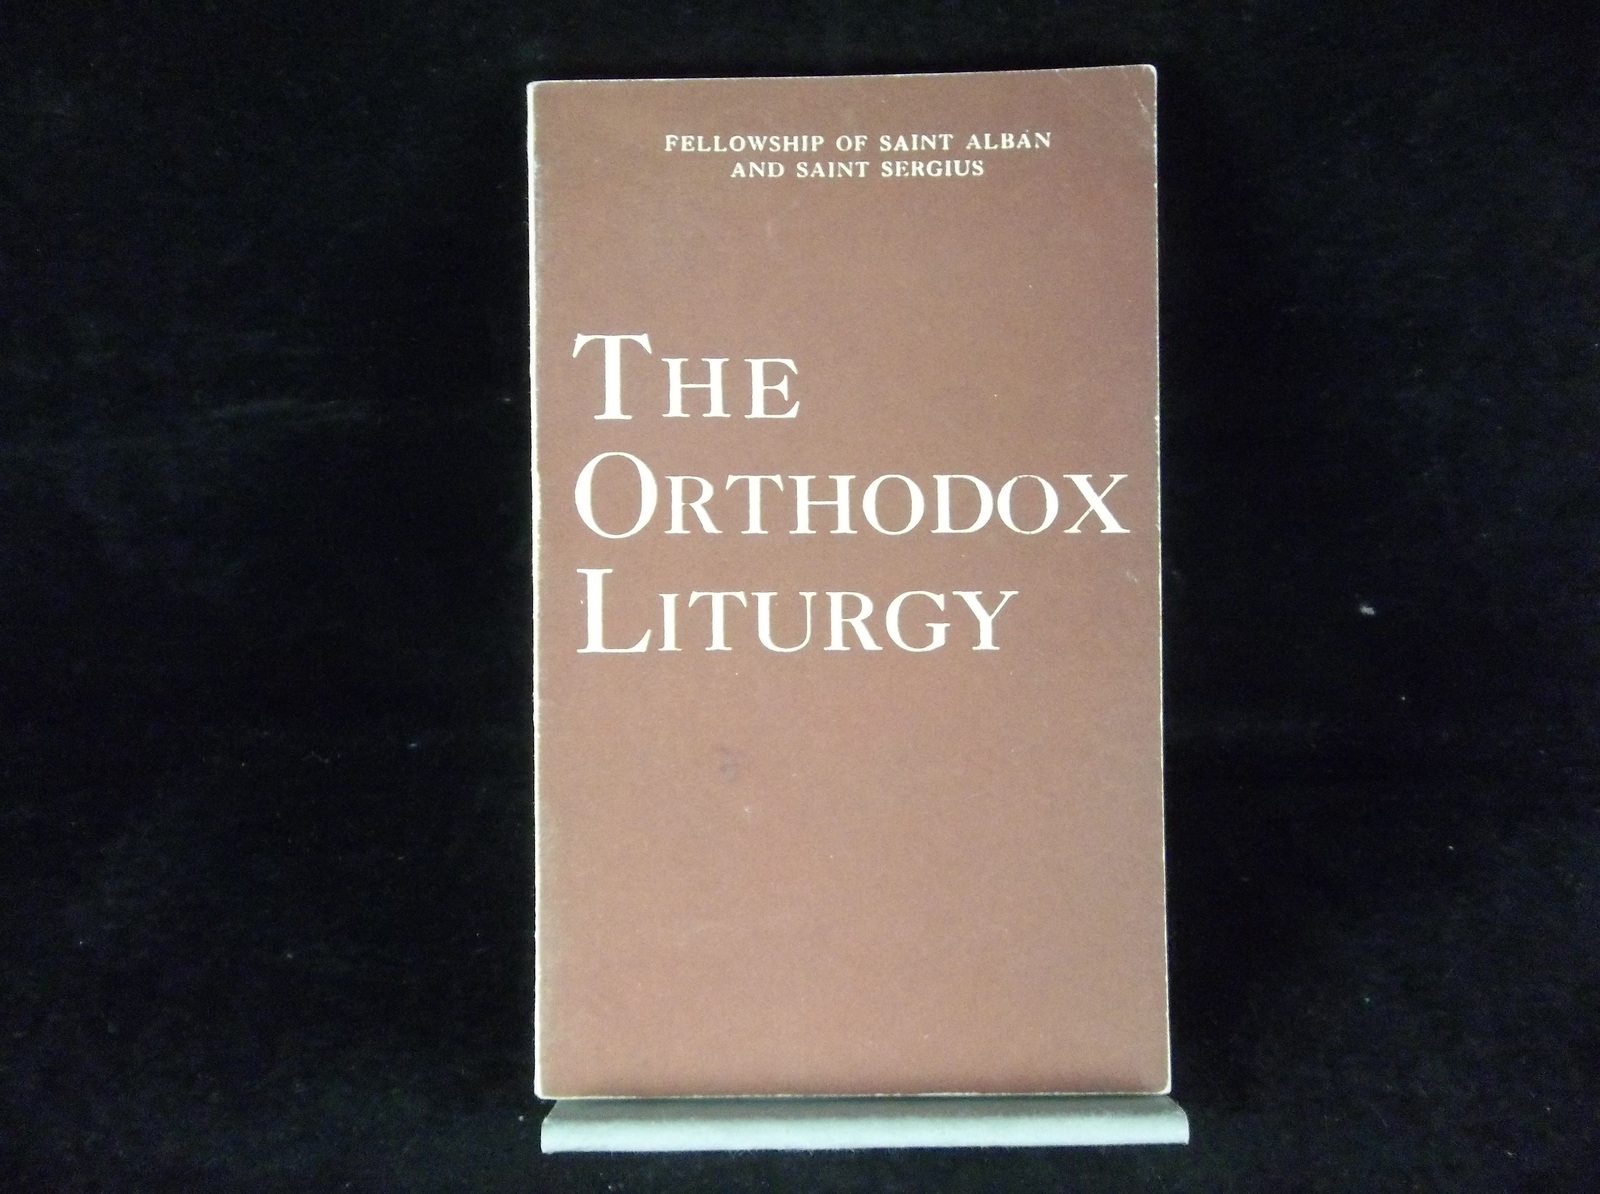 FELLOWSHIP OF SAINT ALBAN
AND SAINT SERGIUS
THE
ORTHODOX
LITURGY